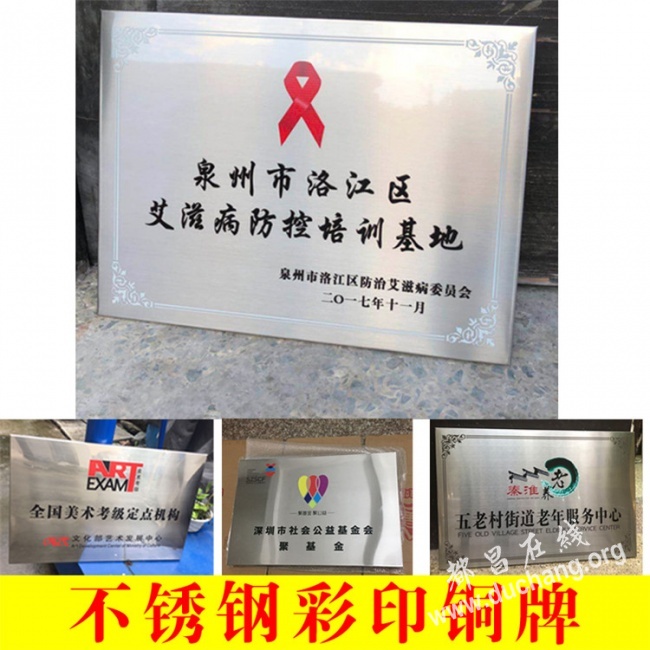 泉州市洛江区
艾滋病防控培训基地
泉州市洛江区防治艾滋病委员会
二〇一七年十一月
ART
EXAM
全国美术考级定点机构
文化部艺术发展中心
深圳市社会公益基金会
聚基金
秦淮养老
五老村街道老年服务中心
FIVE OLD VILLAGE STREET ELDERLY SERVICE CENTER
都昌在线
www.duchang.org
不锈钢彩印铜牌